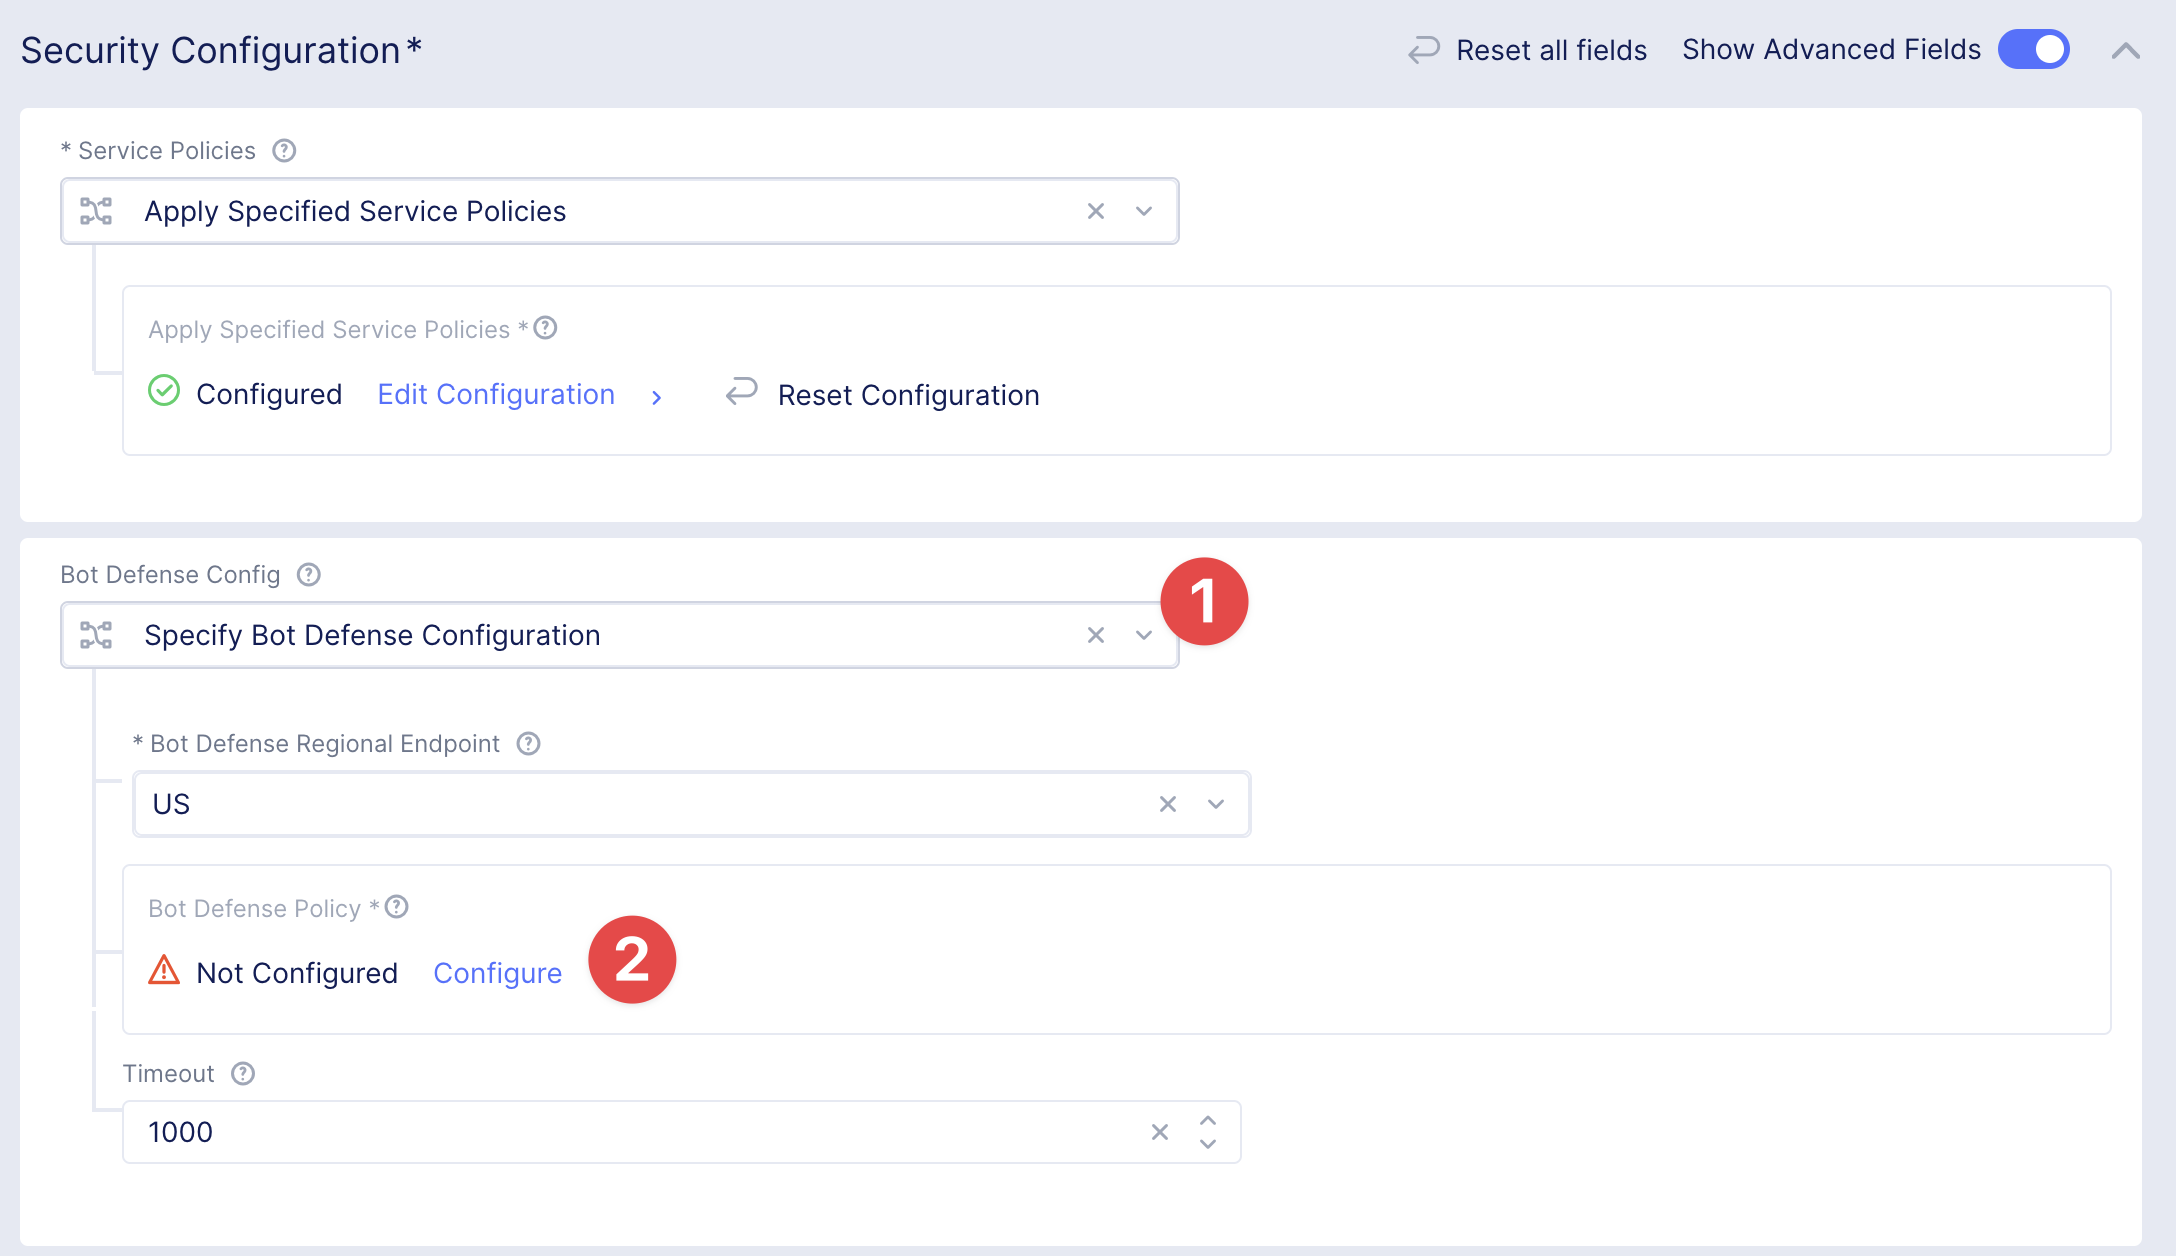 Security Configuration*
Reset all fields Show Advanced Fields
* Service Policies
Apply Specified Service Policies
Apply Specified Service Policies *
Configured Edit Configuration Reset Configuration
Bot Defense Config
1
Specify Bot Defense Configuration
* Bot Defense Regional Endpoint
US
Bot Defense Policy *
Not Configured Configure 2
Timeout
1000